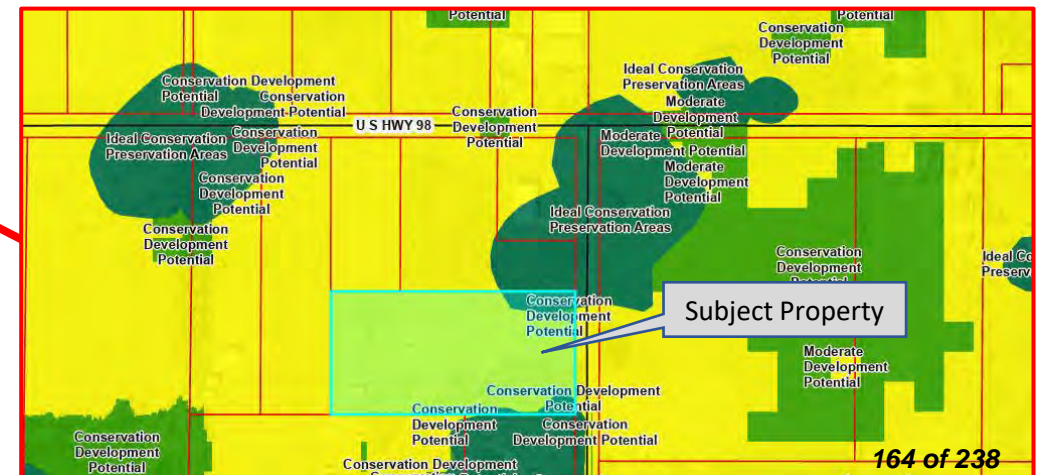 Potential
Potential
Conservation
Development
Potential
Ideal Conservation
Preservation Areas
Moderate
Development
Potential
Conservation Development
Potential
Conservation
Development Potential
U S HWY 98
Conservation
Development
Potential
Ideal Conservation
Preservation Areas
Conservation
Development
Potential
Moderate
Development Potential
Moderate
Development
Potential
Conservation
Development
Potential
Ideal Conservation
Preservation Areas
Conservation
Development
Potential
Conservation
Development
Ideal
Preserv
Conservation
Development
Potential
Subject Property
Moderate
Development
Potential
Conservation Development
Potential
Conservation
Development
Potential
Conservation
Development Potential
Conservation
Development
Potential
Conservation Development
164 of 238